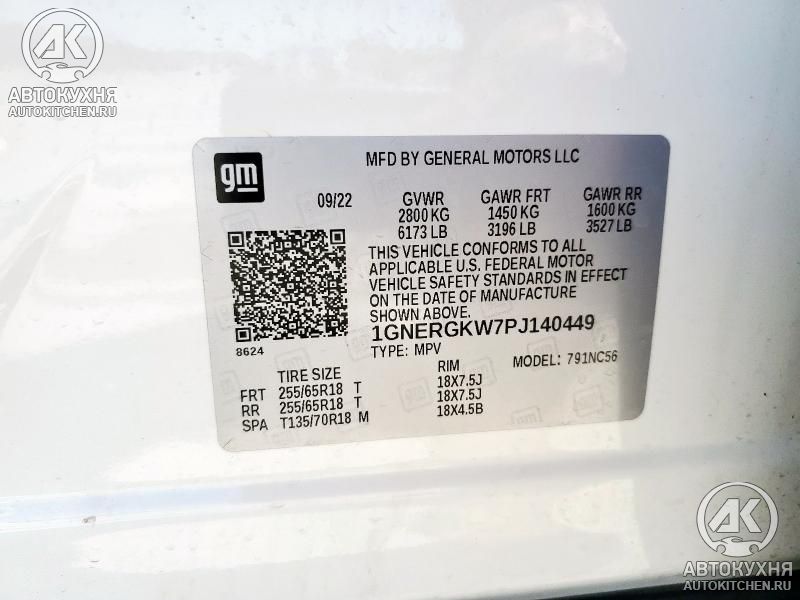 AK
АВТОКУХНЯ
AUTOKITCHEN.RU
gm
MFD BY GENERAL MOTORS LLC
09/22
GVWR GAWR FRT GAWR RR
2800 KG 1450 KG 1600 KG
6173 LB 3196 LB 3527 LB
THIS VEHICLE CONFORMS TO ALL
APPLICABLE U.S. FEDERAL MOTOR
VEHICLE SAFETY STANDARDS IN EFFECT
ON THE DATE OF MANUFACTURE
SHOWN ABOVE.
8624
1GNERGKW7PJ140449
TYPE: MPV MODEL: 791NC56
TIRE SIZE RIM
FRT 255/65R18 T 18X7.5J
RR 255/65R18 T 18X7.5J
SPA T135/70R18 M 18X4.5B
AK
АВТОКУХНЯ
AUTOKITCHEN.RU